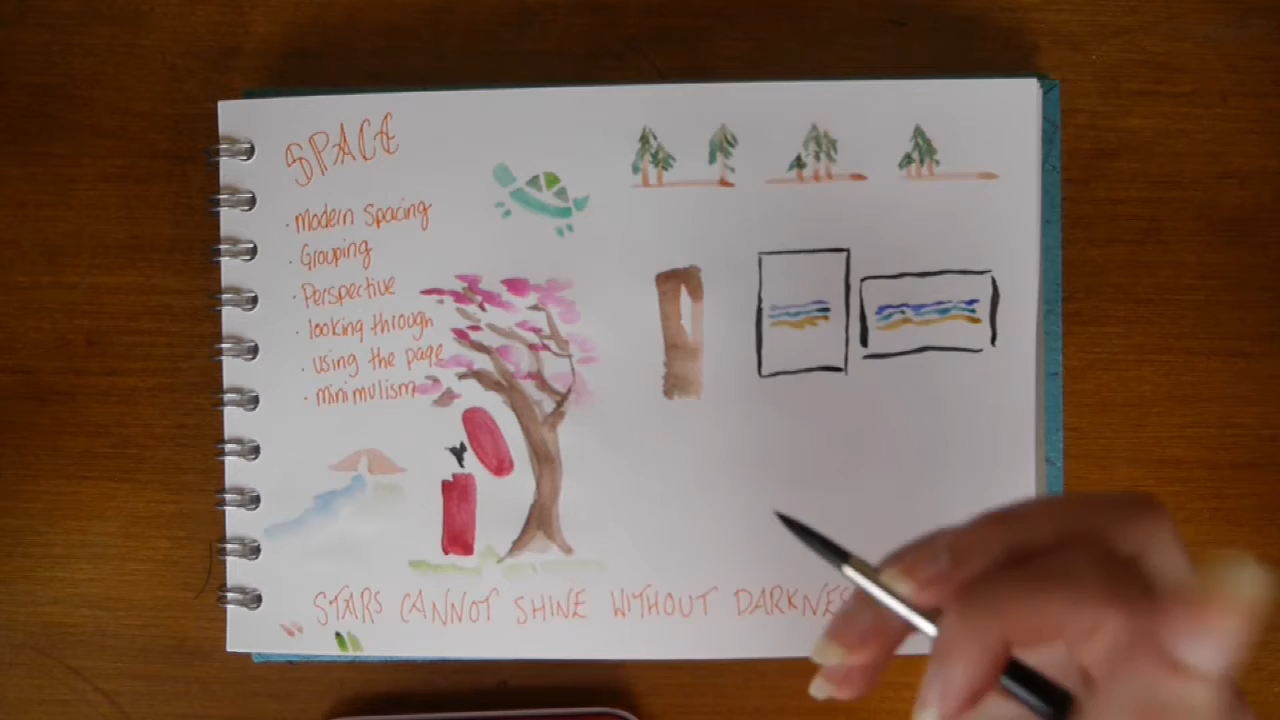 SPACE
· Modern Spacing
· Grouping
· Perspective
· looking through
· using the page
· minimulism
STARS CANNOT SHINE WITHOUT DARKNES